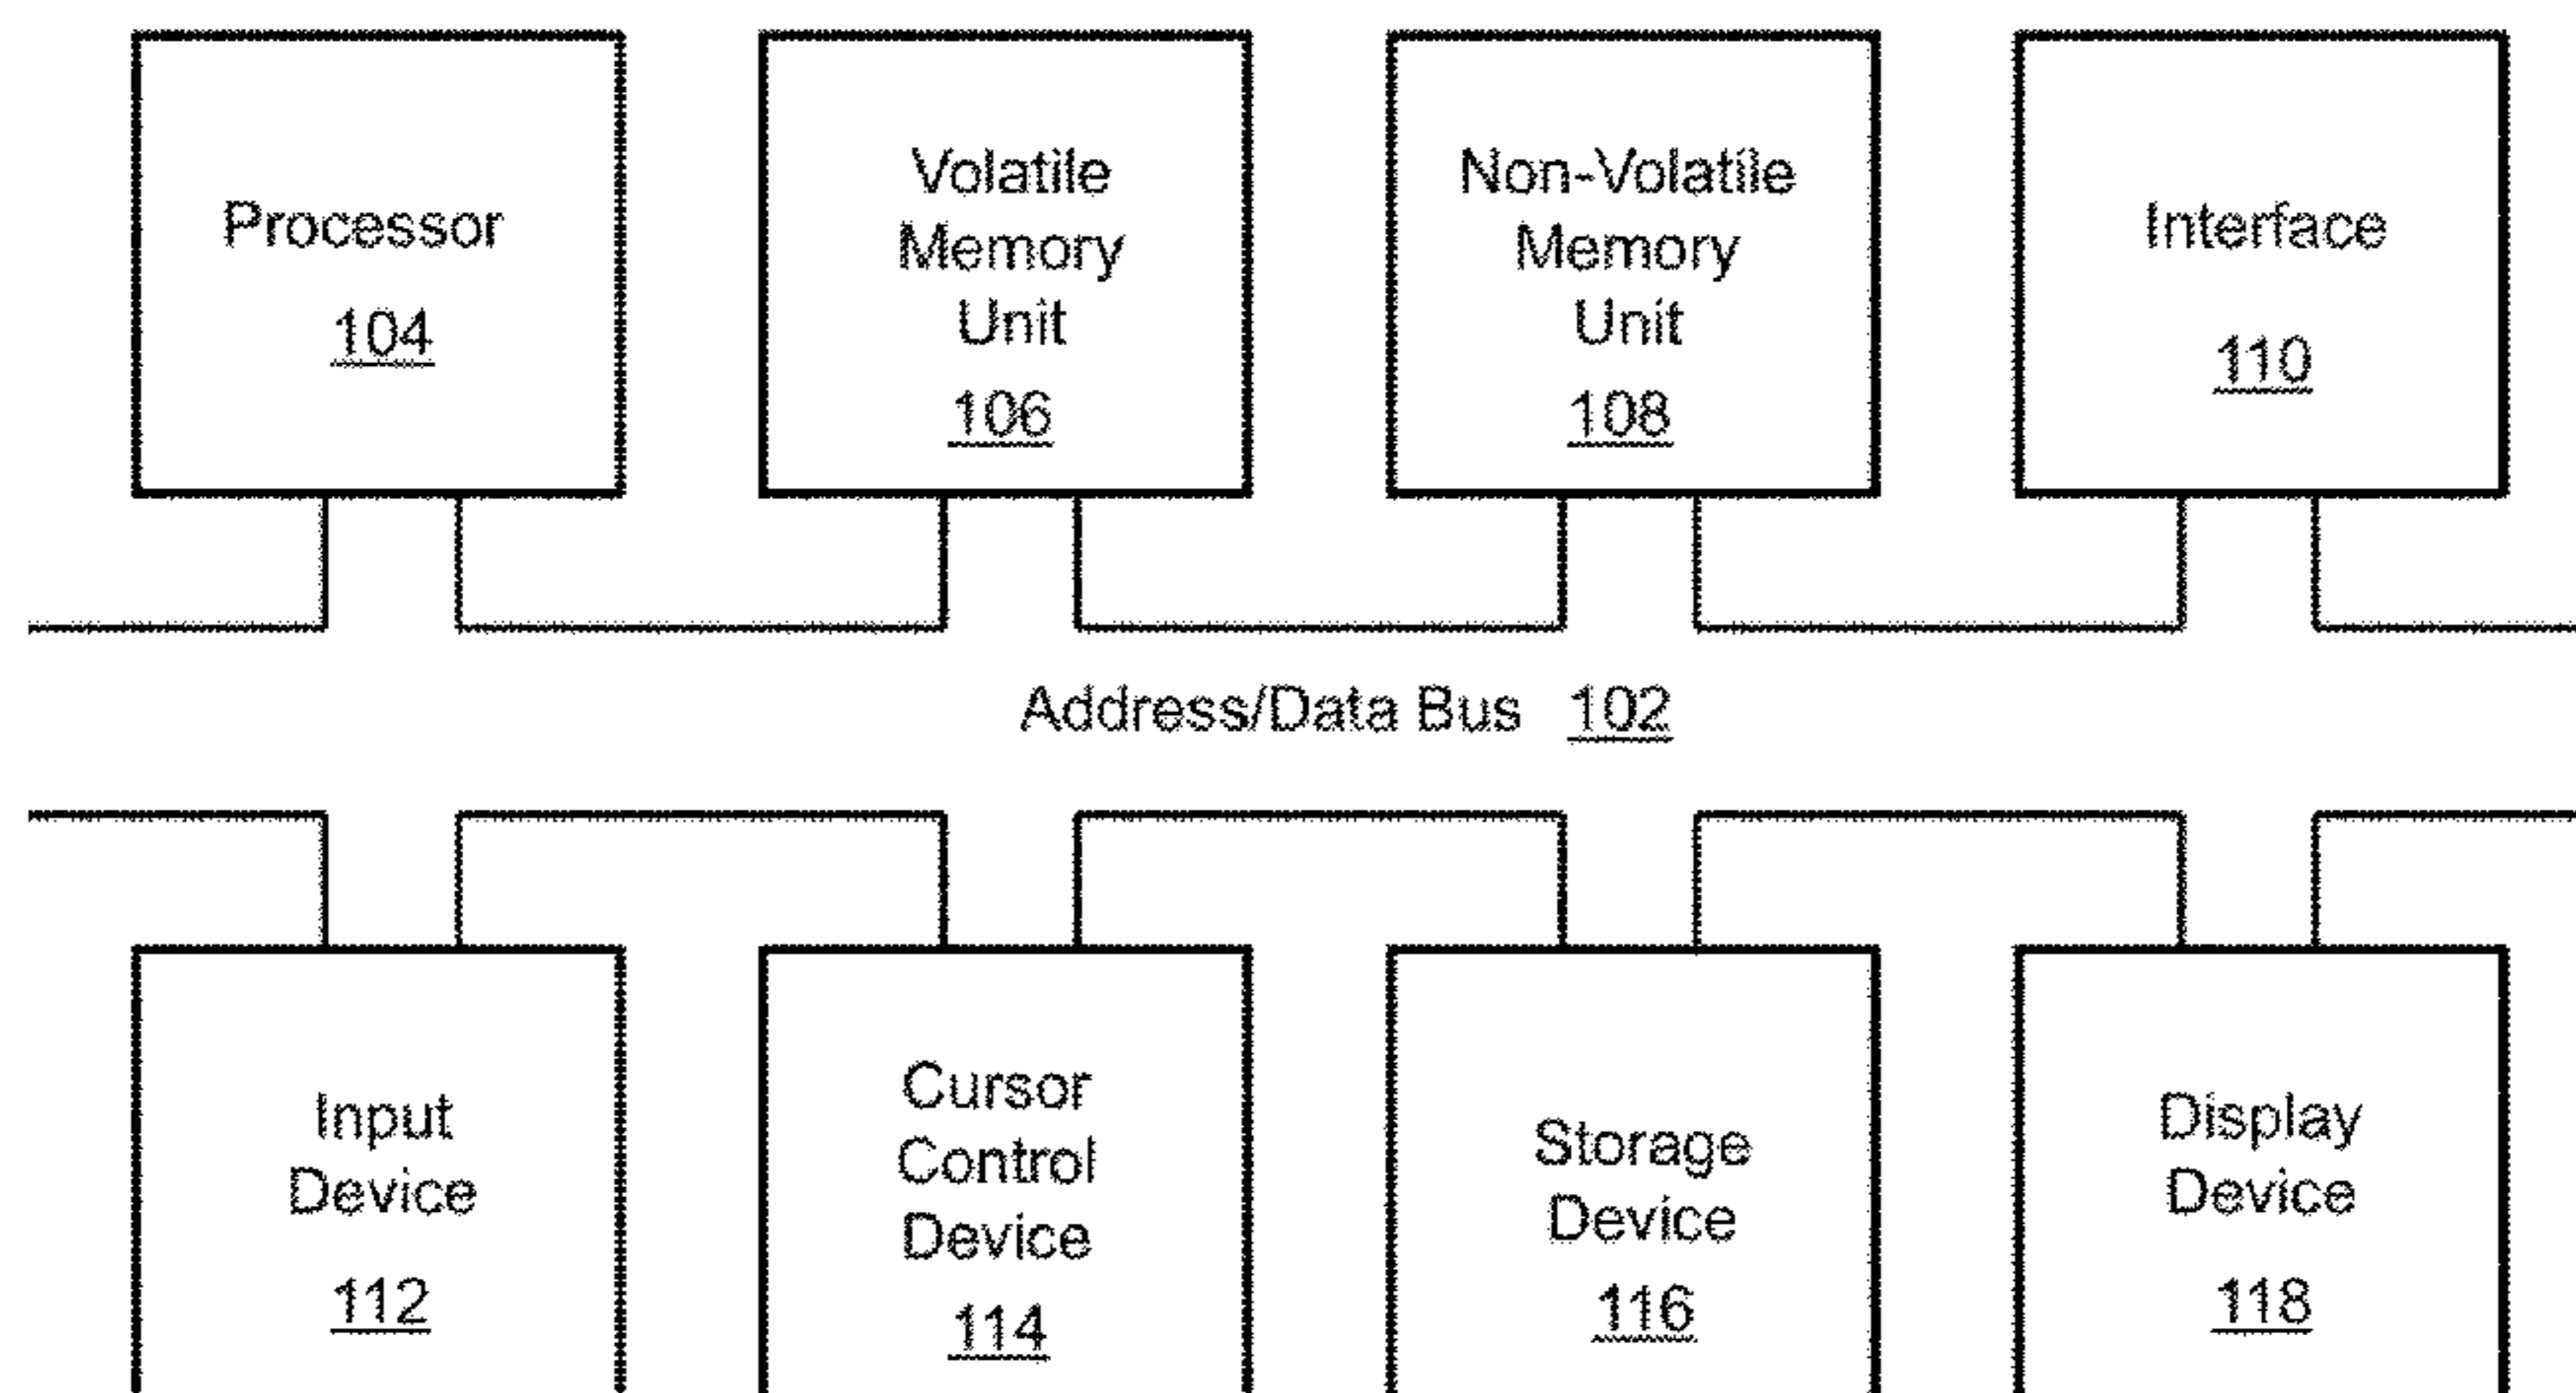 Processor
104
Volatile
Memory
Unit
106
Non-Volatile
Memory
Unit
108
Interface
110
Address/Data Bus 102
Input
Device
112
Cursor
Control
Device
114
Storage
Device
116
Display
Device
118